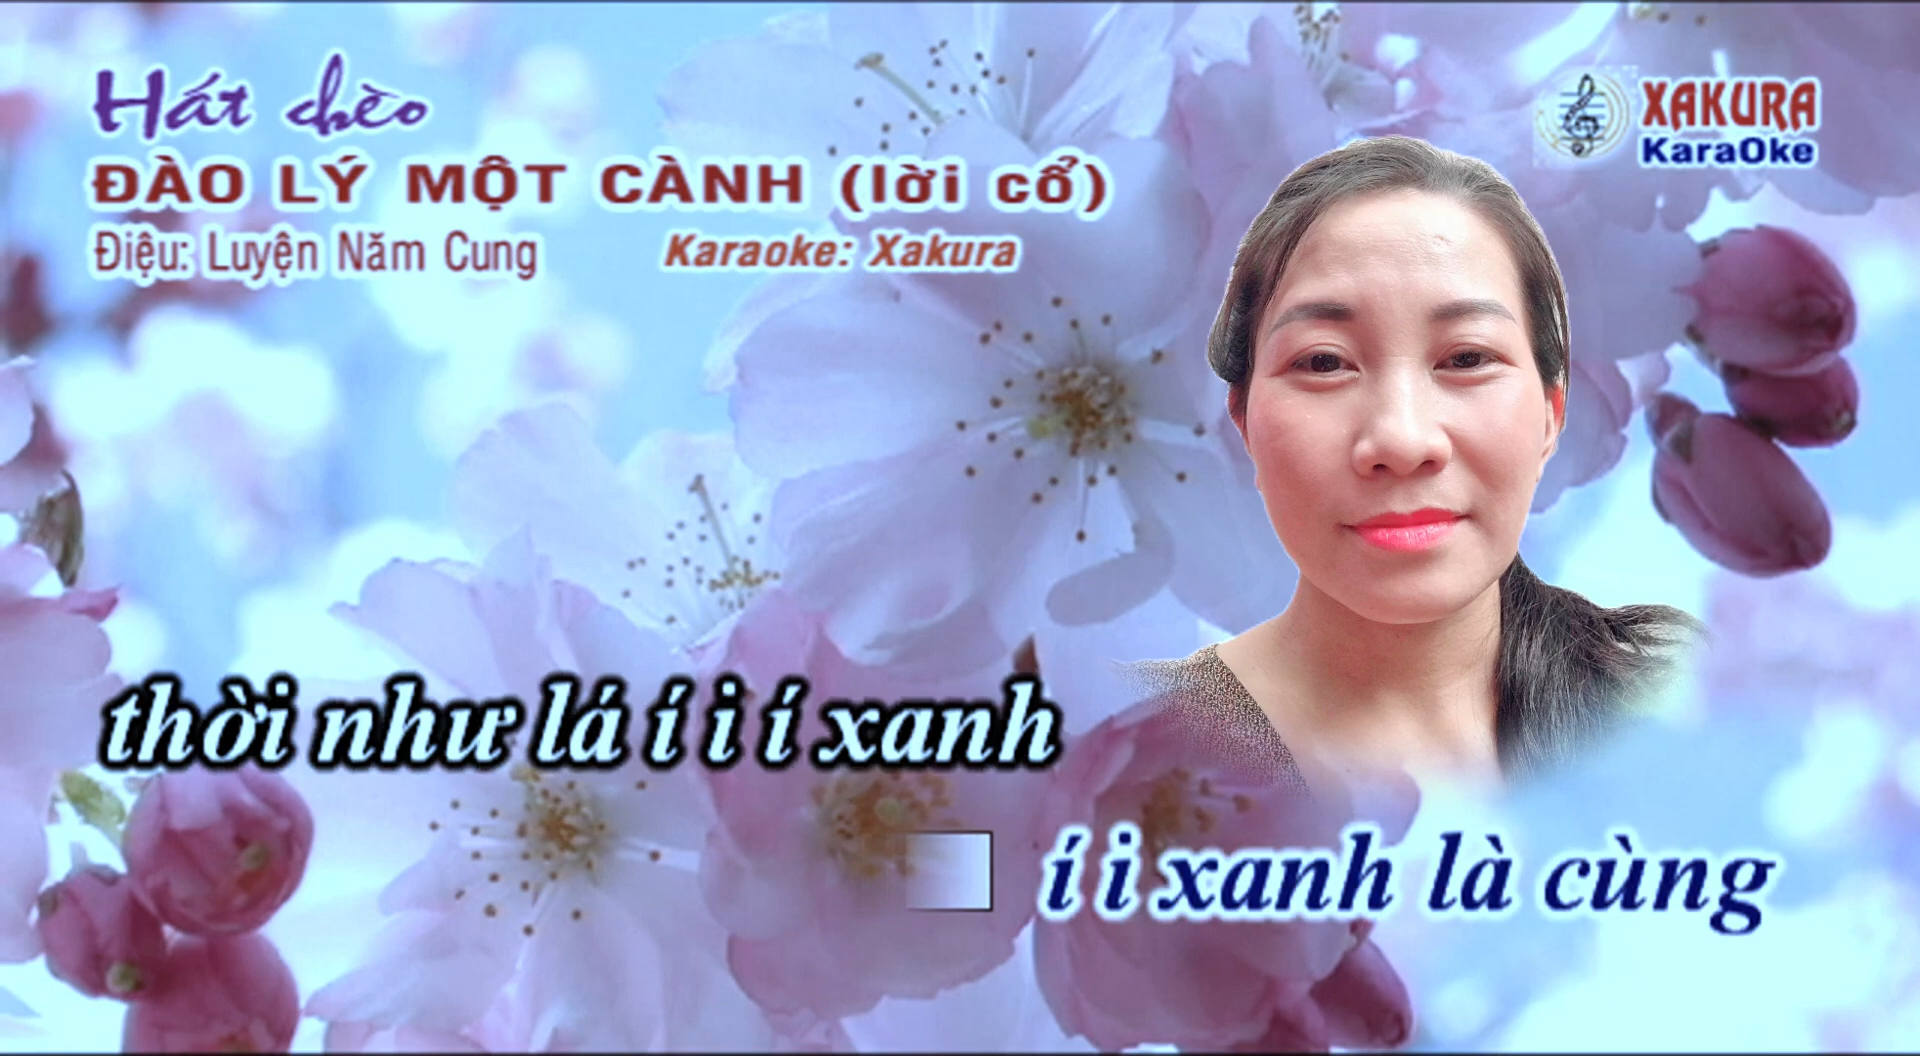 Hát chèo
XAKURA
KaraOke
ĐÀO LÝ MỘT CÀNH (lời cổ)
Điệu: Luyện Năm Cung Karaoke: Xakura
thời như lá í i í xanh
í i xanh là cùng